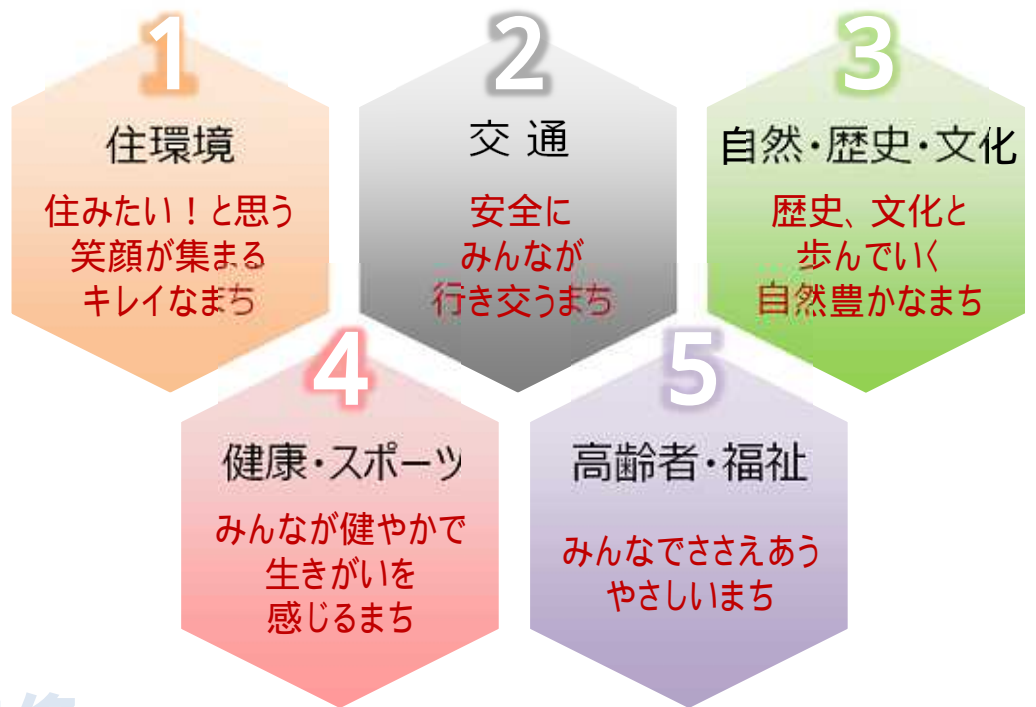 1
住環境
住みたい！と思う
笑顔が集まる
キレイなまち
2
交 通
安全に
みんなが
行き交うまち
3
自然・歴史・文化
歴史、文化と
歩んでいく
自然豊かなまち
4
健康・スポーツ
みんなが健やかで
生きがいを
感じるまち
5
高齢者・福祉
みんなでささえあう
やさしいまち